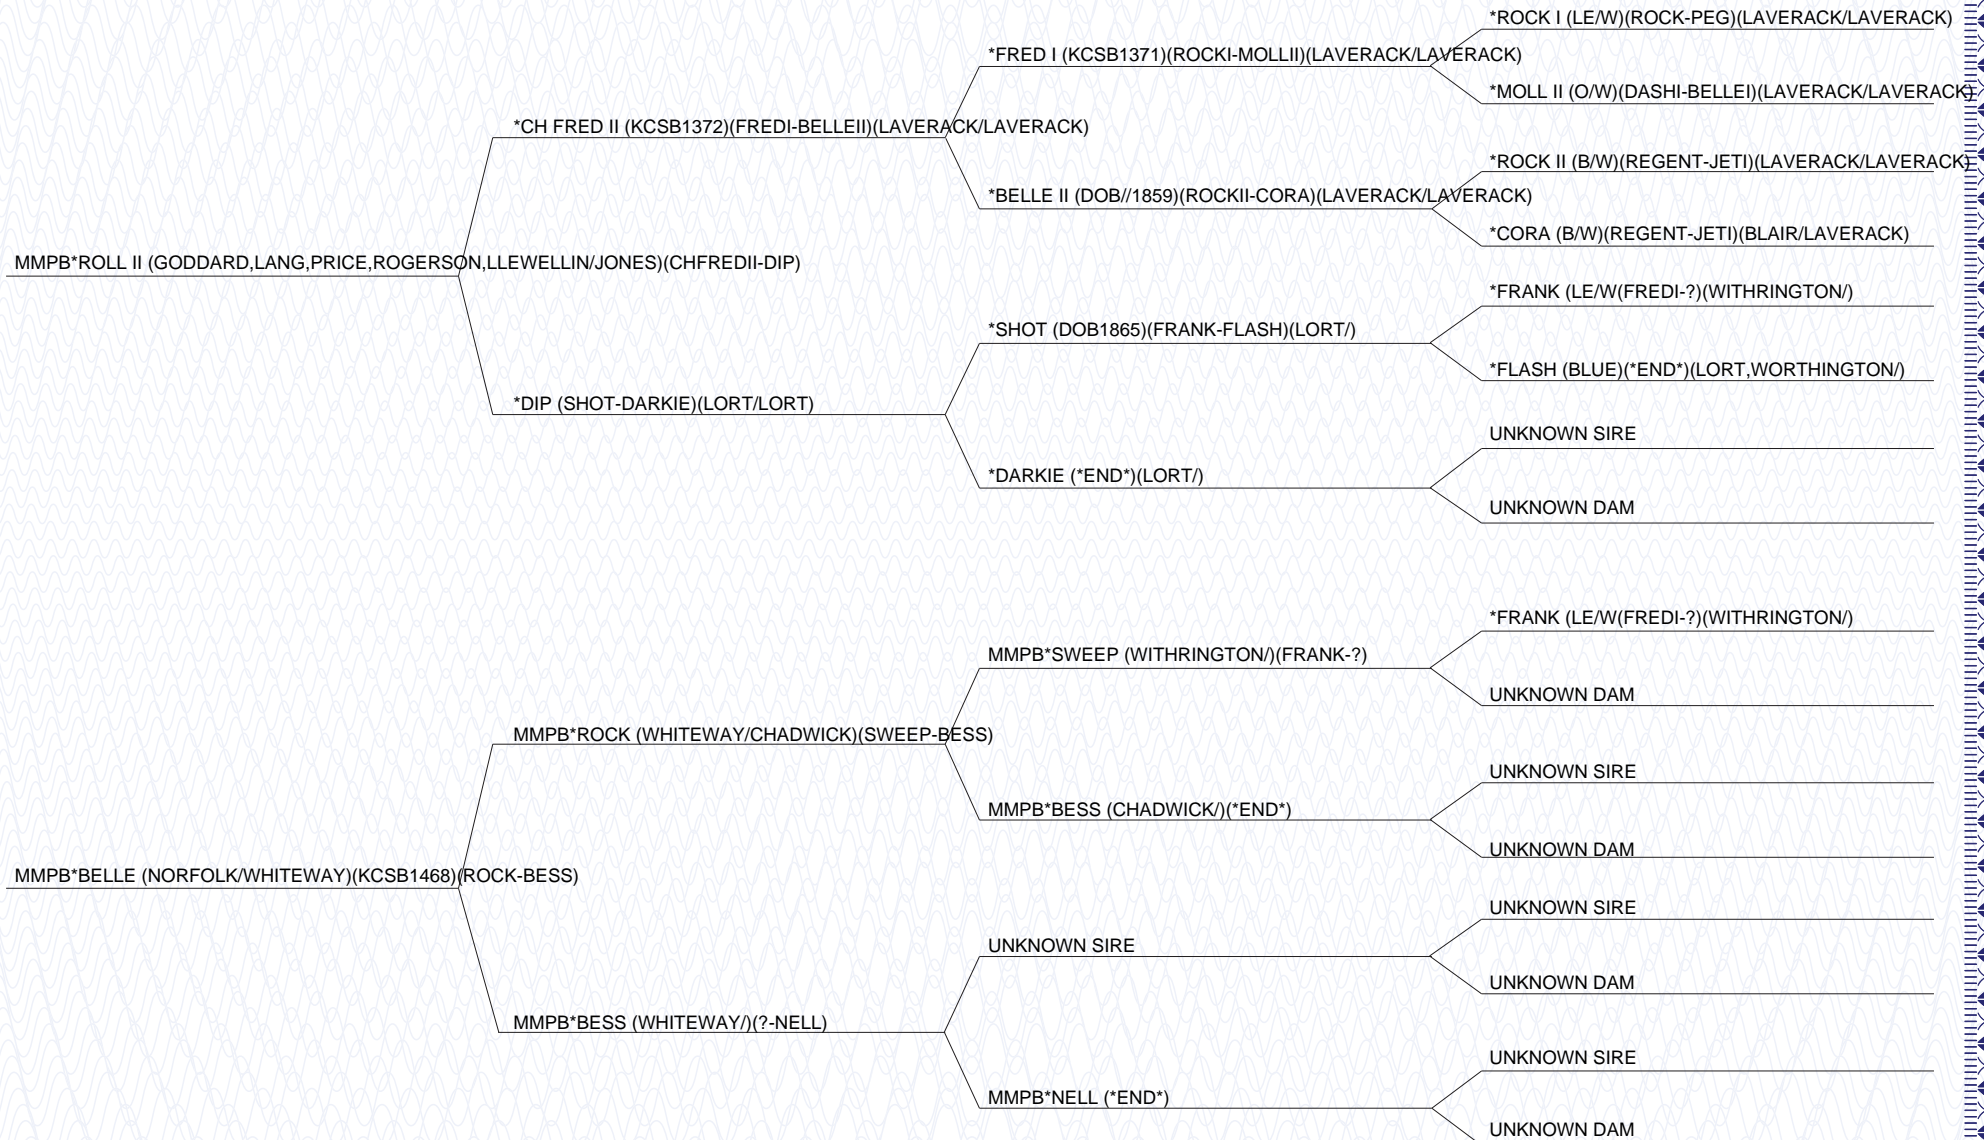 *ROCK I (LE/W)(ROCK-PEG)(LAVERACK/LAVERACK)
*FRED I (KCSB1371)(ROCKI-MOLLII)(LAVERACK/LAVERACK)
*MOLL II (O/W)(DASHI-BELLEI)(LAVERACK/LAVERACK)
*CH FRED II (KCSB1372)(FREDI-BELLEII)(LAVERACK/LAVERACK)
*ROCK II (B/W)(REGENT-JETI)(LAVERACK/LAVERACK)
*BELLE II (DOB//1859)(ROCKII-CORA)(LAVERACK/LAVERACK)
*CORA (B/W)(REGENT-JETI)(BLAIR/LAVERACK)
MMPB*ROLL II (GODDARD,LANG,PRICE,ROGERSON,LLEWELLIN/JONES)(CHFREDII-DIP)
*FRANK (LE/W(FREDI-?)(WITHRINGTON/)
*SHOT (DOB1865)(FRANK-FLASH)(LORT/)
*FLASH (BLUE)(*END*)(LORT,WORTHINGTON/)
*DIP (SHOT-DARKIE)(LORT/LORT)
UNKNOWN SIRE
*DARKIE (*END*)(LORT/)
UNKNOWN DAM
*FRANK (LE/W(FREDI-?)(WITHRINGTON/)
MMPB*SWEEP (WITHRINGTON/)(FRANK-?)
UNKNOWN DAM
MMPB*ROCK (WHITEWAY/CHADWICK)(SWEEP-BESS)
UNKNOWN SIRE
MMPB*BESS (CHADWICK/)(*END*)
UNKNOWN DAM
MMPB*BELLE (NORFOLK/WHITEWAY)(KCSB1468)(ROCK-BESS)
UNKNOWN SIRE
UNKNOWN SIRE
UNKNOWN DAM
MMPB*BESS (WHITEWAY/)(?-NELL)
UNKNOWN SIRE
MMPB*NELL (*END*)
UNKNOWN DAM